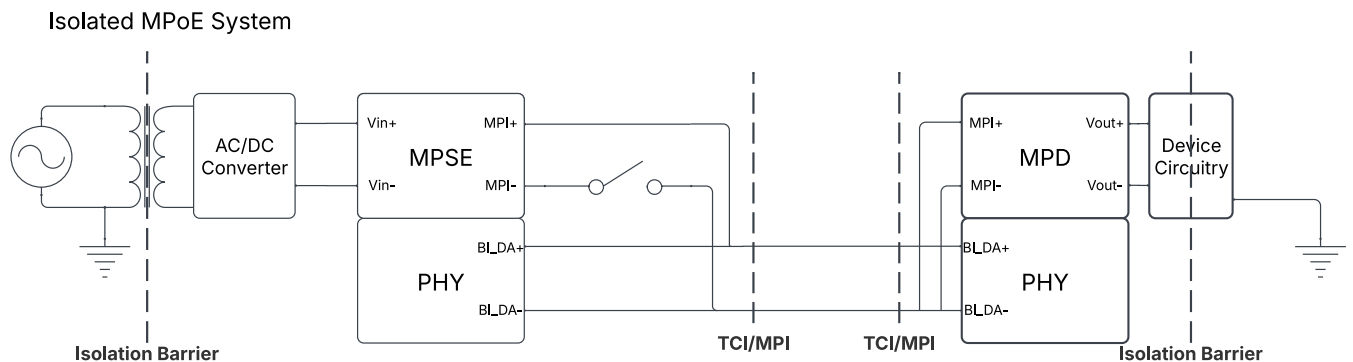 Isolated MPoE System
AC/DC
Converter
Vin+
Vin-
MPSE
MPI+
MPI-
PHY
BI_DA+
BI_DA-
MPI+
MPI-
MPD
Vout+
Vout-
Device
Circuitry
BI_DA+
BI_DA-
PHY
Isolation Barrier
TCI/MPI
TCI/MPI
Isolation Barrier